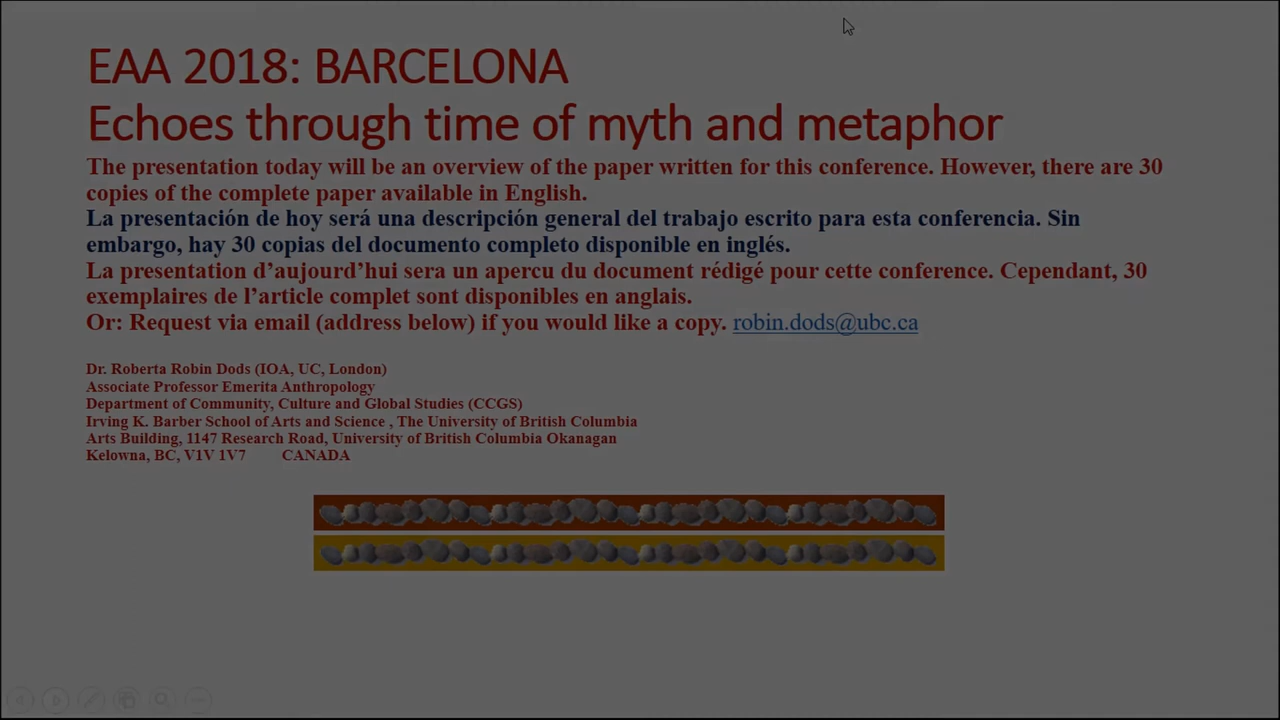 EAA 2018: BARCELONA
Echoes through time of myth and metaphor
The presentation today will be an overview of the paper written for this conference. However, there are 30
copies of the complete paper available in English.
La presentación de hoy será una descripción general del trabajo escrito para esta conferencia. Sin
embargo, hay 30 copias del documento completo disponible en inglés.
La presentation d’aujourd’hui sera un apercu du document rédigé pour cette conference. Cependant, 30
exemplaires de l’article complet sont disponibles en anglais.
Or: Request via email (address below) if you would like a copy. robin.dods@ubc.ca
Dr. Roberta Robin Dods (IOA, UC, London)
Associate Professor Emerita Anthropology
Department of Community, Culture and Global Studies (CCGS)
Irving K. Barber School of Arts and Science , The University of British Columbia
Arts Building, 1147 Research Road, University of British Columbia Okanagan
Kelowna, BC, V1V 1V7 CANADA